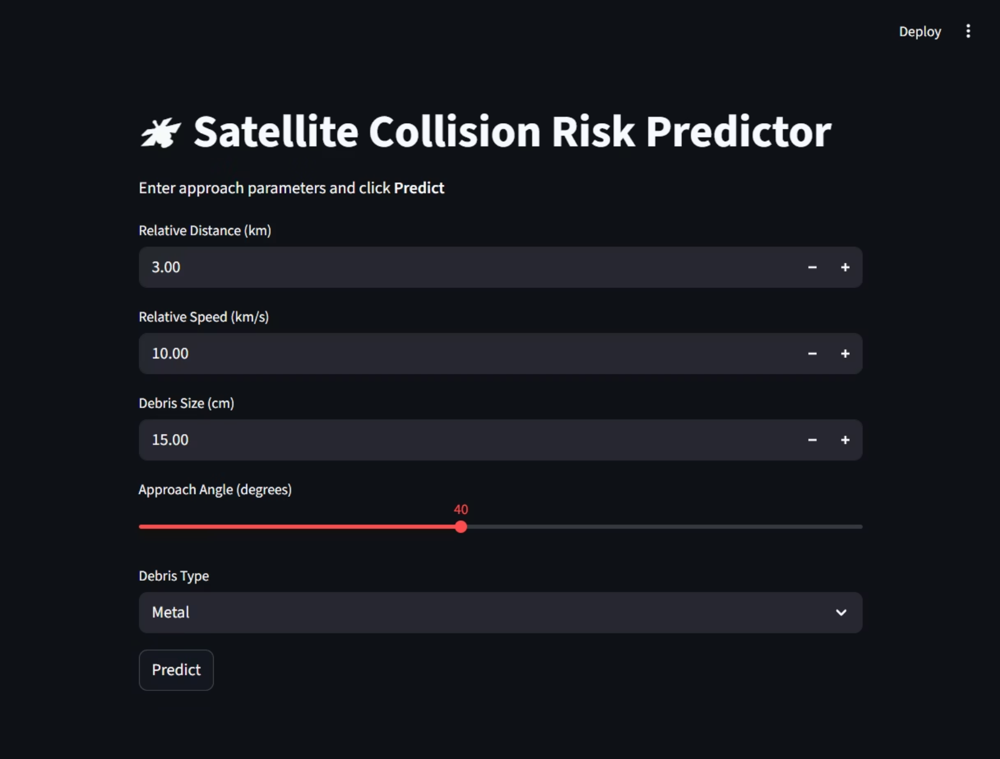 Deploy
Satellite Collision Risk Predictor
Enter approach parameters and click Predict
Relative Distance (km)
3.00
Relative Speed (km/s)
10.00
Debris Size (cm)
15.00
Approach Angle (degrees)
40
Debris Type
Metal
Predict